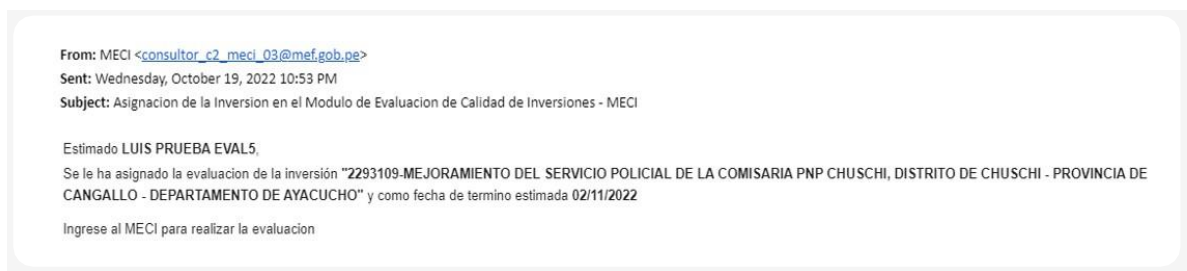 From: MECI <consultor_c2_meci_03@mef.gob.pe>
Sent: Wednesday, October 19, 2022 10:53 PM
Subject: Asignacion de la Inversion en el Modulo de Evaluacion de Calidad de Inversiones - MECI
Estimado LUIS PRUEBA EVAL5,
Se le ha asignado la evaluacion de la inversión "2293109-MEJORAMIENTO DEL SERVICIO POLICIAL DE LA COMISARIA PNP CHUSCHI, DISTRITO DE CHUSCHI - PROVINCIA DE
CANGALLO - DEPARTAMENTO DE AYACUCHO" y como fecha de termino estimada 02/11/2022
Ingrese al MECI para realizar la evaluacion